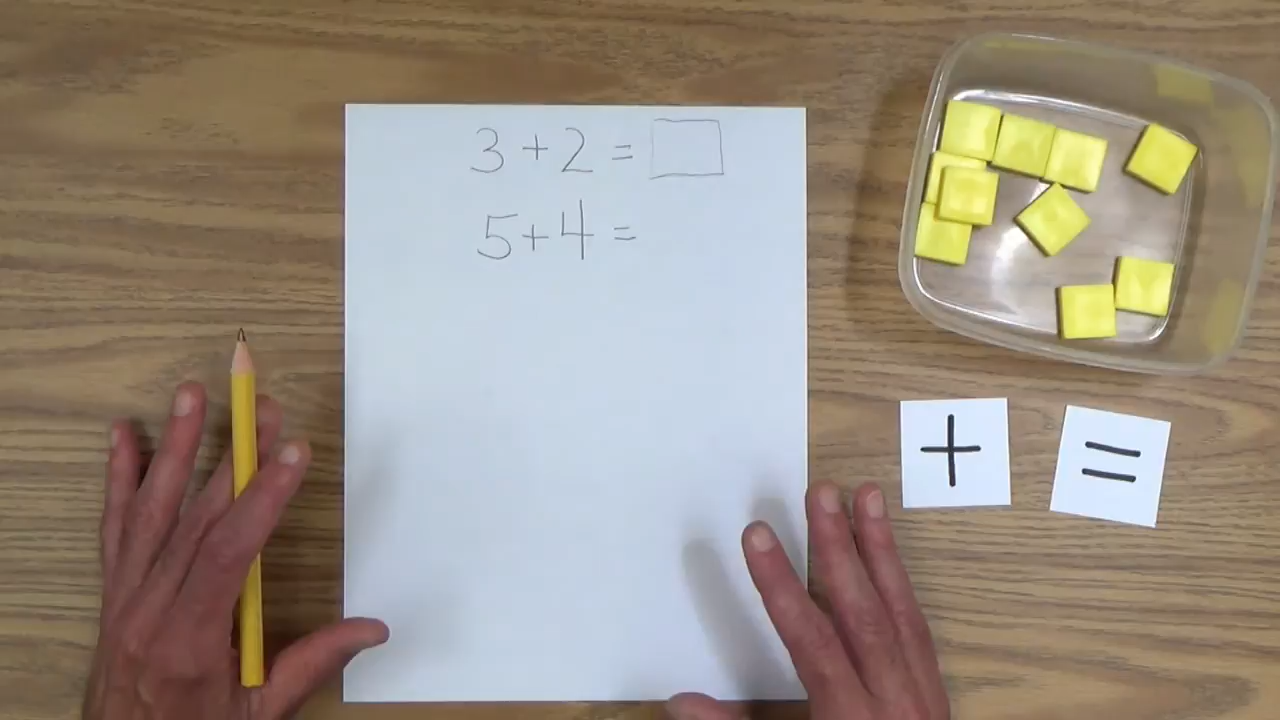 3 + 2 = □
5 + 4 =
+ =